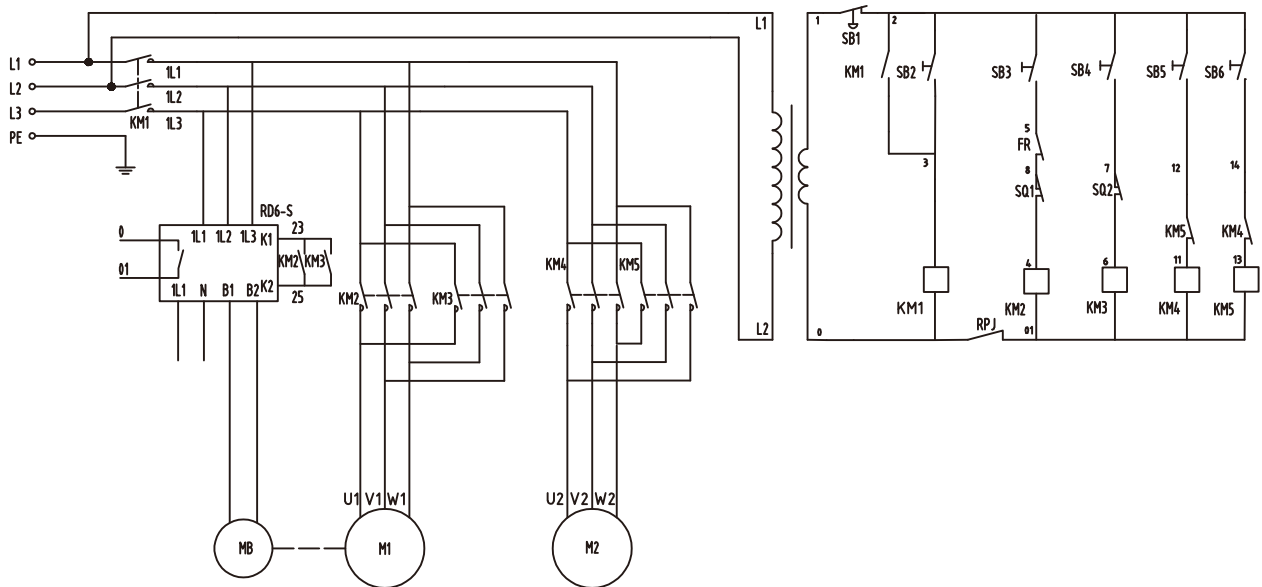 L1 1 2
SB1
L1
1L1
KM1 SB2 SB3 SB4 SB5 SB6
L2
1L2
L3
KM1 1L3
PE
5
FR
3 8 7 12 14
SQ1 SQ2
RD6-S
23
0 1L1 1L2 1L3 K1
KM2 KM3
KM5 KM4
01
1L1 N B1 B2 K2
25
KM4 KM5
4 6 11 13
KM2 KM3
KM1 KM2 KM3 KM4 KM5
L2 0 RPJ 01
U1 V1 W1 U2 V2 W2
MB M1 M2